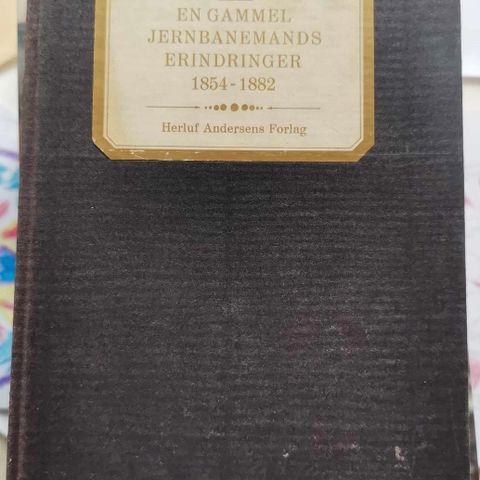 EN GAMMEL
JERNBANEMANDS
ERINDRINGER
1854-1882
Herluf Andersens Forlag